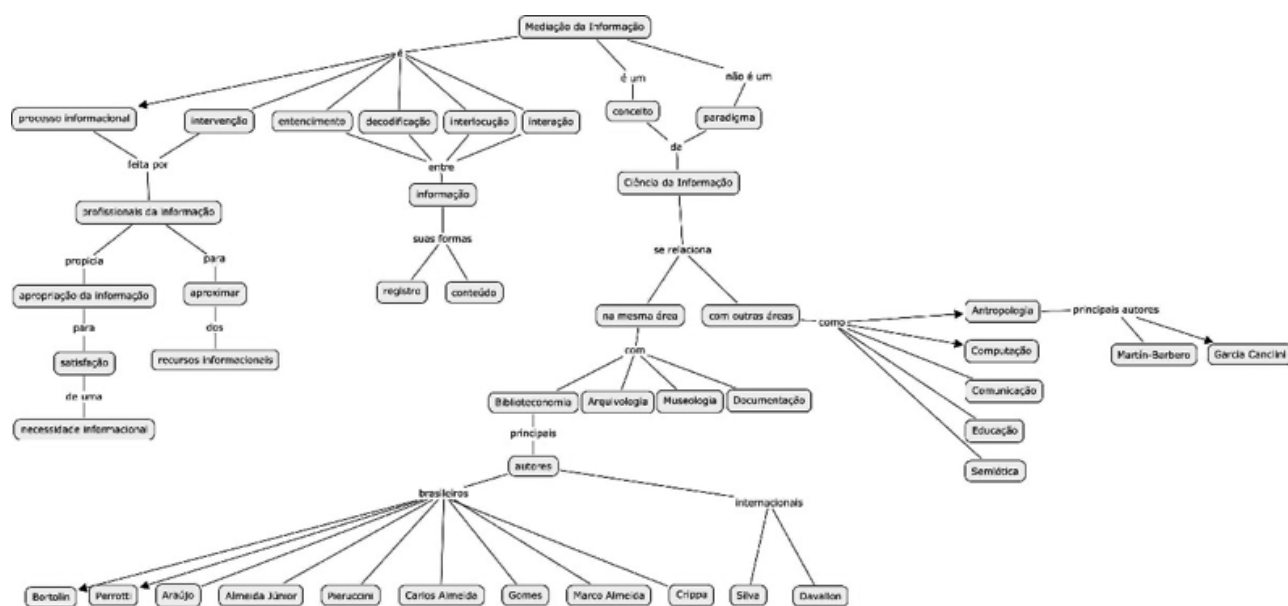 Mediação da Informação
é
é um
não é um
processo informacional
intervenção
entencimento
decodificação
interlocução
interação
conceito
paradigma
feita por
entre
da
profissionais da informação
informação
Ciência da Informação
propicia
para
suas formas
se relaciona
apropriação da informação
aproximar
registro
conteúdo
na mesma área
com outras áreas
como
Antropologia
principais autores
para
dos
Computação
Martín-Barbero
Garcia Canclini
satisfação
recursos informacionais
com
Comunicação
de uma
Biblioteconomia
Arquivologia
Museologia
Documentação
necessidade informacional
principais
Educação
autores
Semiótica
brasileiros
internacionais
Bortolin
Perrotti
Araújo
Almeida Júnior
Pieruccini
Carlos Almeida
Gomes
Marco Almeida
Crippa
Silva
Davallon